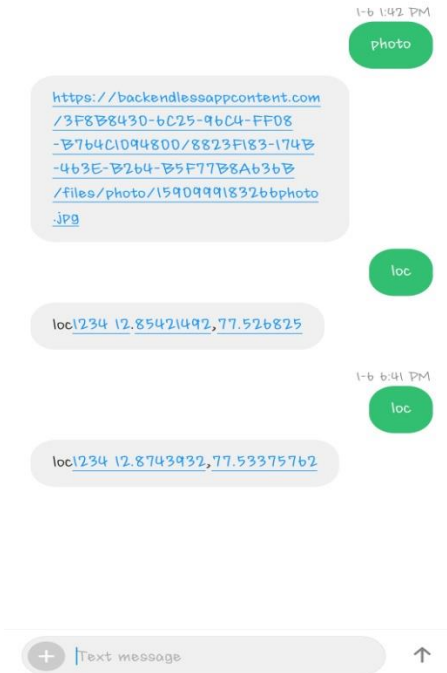 1-6 1:42 PM
photo
https://backendlessappcontent.com
/3F8B8430-6C25-96C4-FF08
-B764C1094800/8823F183-174B
-463E-B264-B5F77B8A636B
/files/photo/1590999183266photo
.jpg
loc
loc1234 12.85421492,77.526825
1-6 6:41 PM
loc
loc1234 12.8743932,77.53375762
Text message